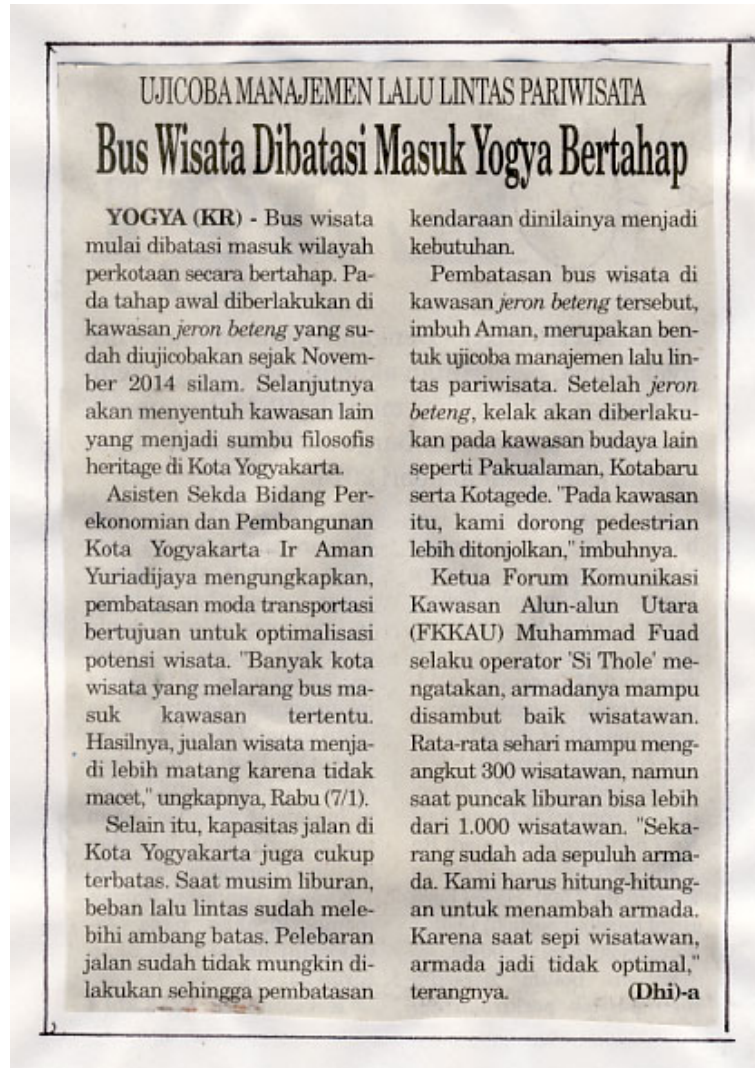 UJICOBA MANAJEMEN LALU LINTAS PARIWISATA
Bus Wisata Dibatasi Masuk Yogya Bertahap
YOGYA (KR) - Bus wisata
mulai dibatasi masuk wilayah
perkotaan secara bertahap. Pa-
da tahap awal diberlakukan di
kawasan jeron beteng yang su-
dah diujicobakan sejak Novem-
ber 2014 silam. Selanjutnya
akan menyentuh kawasan lain
yang menjadi sumbu filosofis
heritage di Kota Yogyakarta.
Asisten Sekda Bidang Per-
ekonomian dan Pembangunan
Kota Yogyakarta Ir Aman
Yuriadijaya mengungkapkan,
pembatasan moda transportasi
bertujuan untuk optimalisasi
potensi wisata. "Banyak kota
wisata yang melarang bus ma-
suk kawasan tertentu.
Hasilnya, jualan wisata menja-
di lebih matang karena tidak
macet," ungkapnya, Rabu (7/1).
Selain itu, kapasitas jalan di
Kota Yogyakarta juga cukup
terbatas. Saat musim liburan,
beban lalu lintas sudah mele-
bihi ambang batas. Pelebaran
jalan sudah tidak mungkin di-
lakukan sehingga pembatasan
kendaraan dinilainya menjadi
kebutuhan.
Pembatasan bus wisata di
kawasan jeron beteng tersebut,
imbuh Aman, merupakan ben-
tuk ujicoba manajemen lalu lin-
tas pariwisata. Setelah jeron
beteng, kelak akan diberlaku-
kan pada kawasan budaya lain
seperti Pakualaman, Kotabaru
serta Kotagede. "Pada kawasan
itu, kami dorong pedestrian
lebih ditonjolkan," imbuhnya.
Ketua Forum Komunikasi
Kawasan Alun-alun Utara
(FKKAU) Muhammad Fuad
selaku operator 'Si Thole' me-
ngatakan, armadanya mampu
disambut baik wisatawan.
Rata-rata sehari mampu meng-
angkut 300 wisatawan, namun
saat puncak liburan bisa lebih
dari 1.000 wisatawan. "Seka-
rang sudah ada sepuluh arma-
da. Kami harus hitung-hitung-
an untuk menambah armada.
Karena saat sepi wisatawan,
armada jadi tidak optimal,"
terangnya. (Dhi)-a